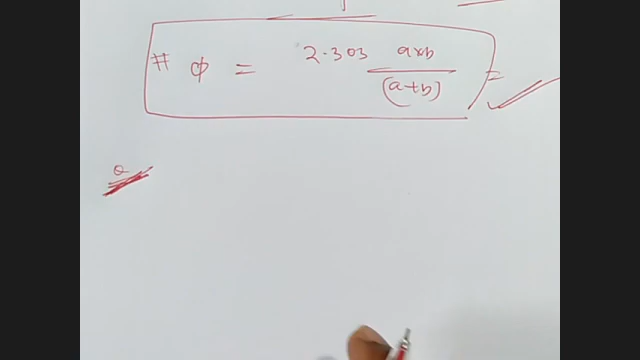 # φ = 2.303 a×b / (a+b) =
Q